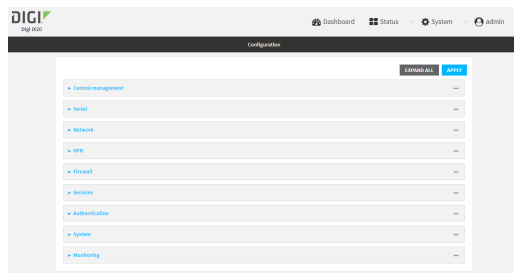 DIGI
Digi IX20
Dashboard Status System admin
Configuration
EXPAND ALL APPLY
Central management
Serial
Network
VPN
Firewall
Services
Authentication
System
Monitoring